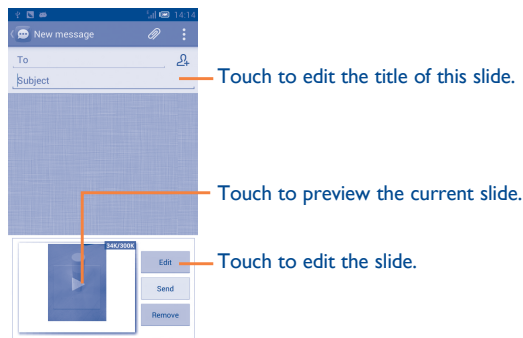 14:14
New message
To
Subject
Touch to edit the title of this slide.
Touch to preview the current slide.
34K/300K
Edit
Touch to edit the slide.
Send
Remove